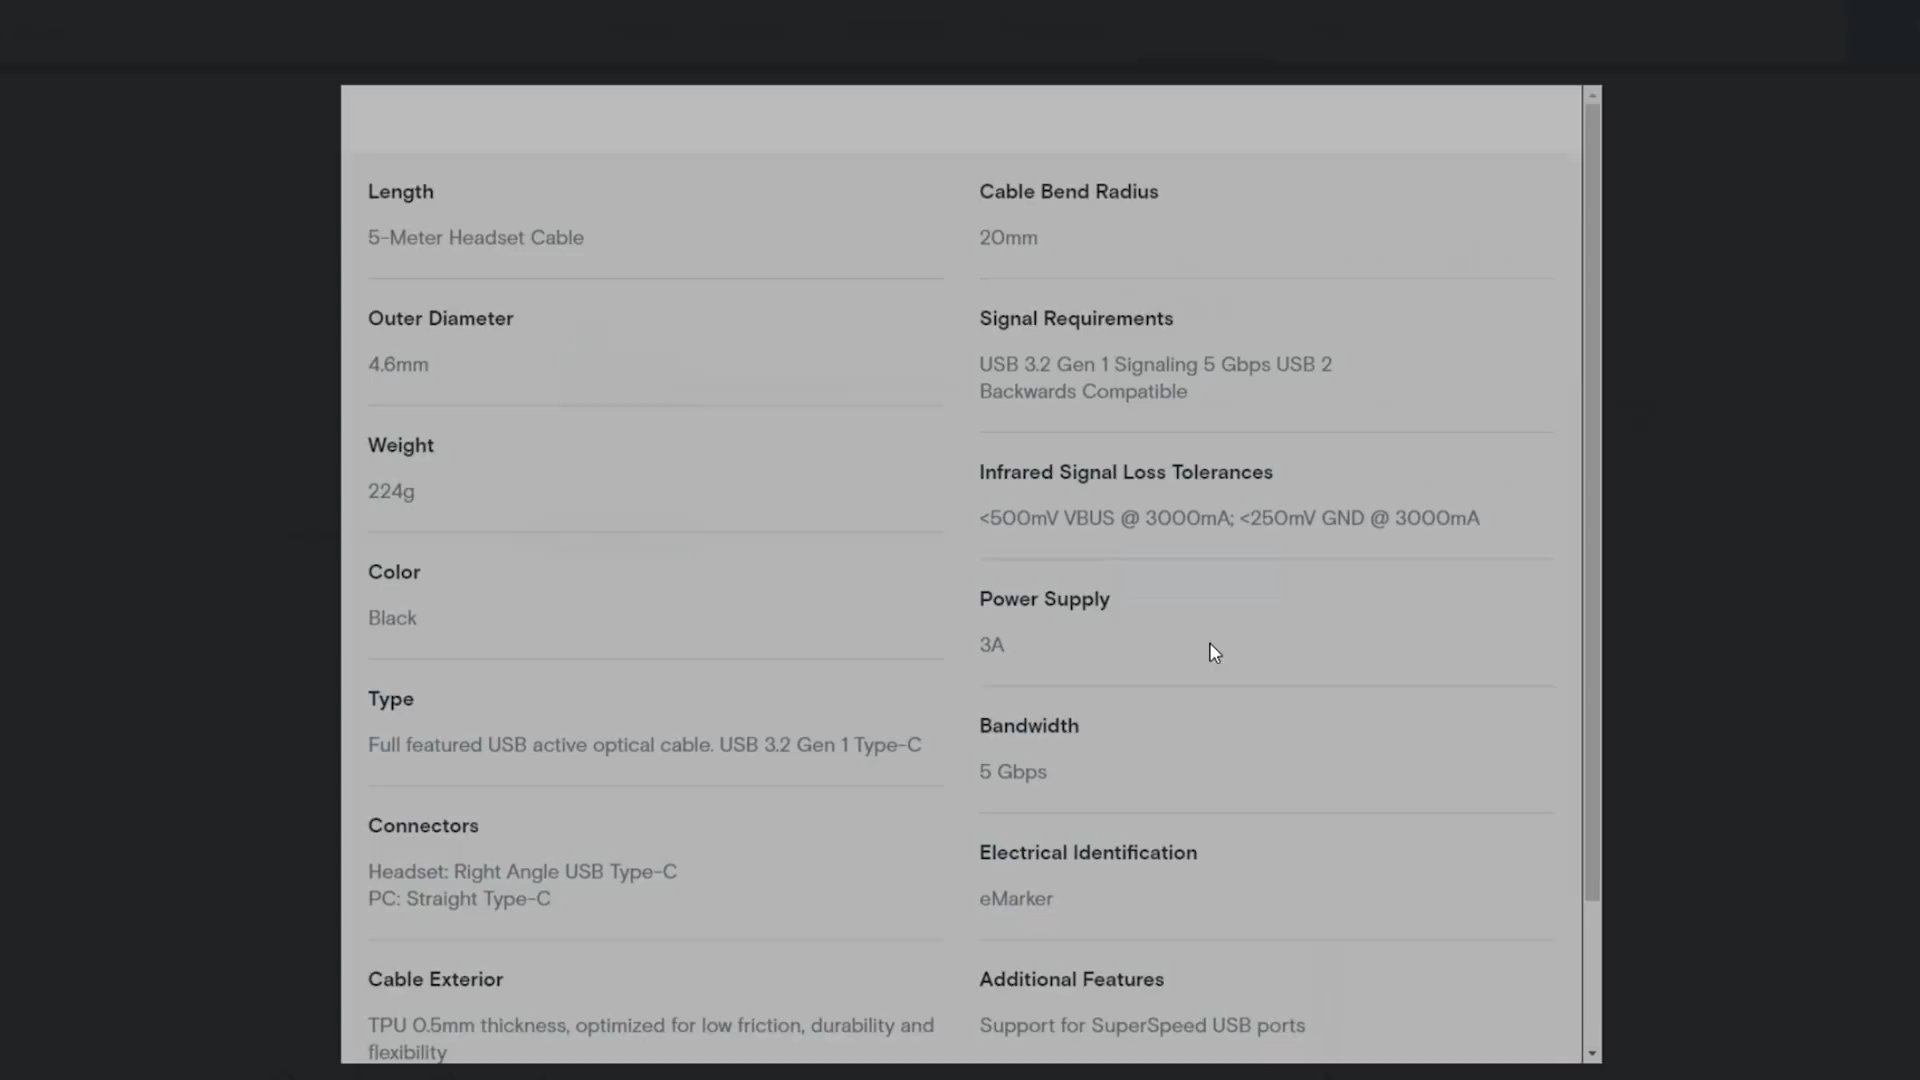 Length
5-Meter Headset Cable
Outer Diameter
4.6mm
Weight
224g
Color
Black
Type
Full featured USB active optical cable. USB 3.2 Gen 1 Type-C
Connectors
Headset: Right Angle USB Type-C
PC: Straight Type-C
Cable Exterior
TPU 0.5mm thickness, optimized for low friction, durability and
flexibility
Cable Bend Radius
20mm
Signal Requirements
USB 3.2 Gen 1 Signaling 5 Gbps USB 2
Backwards Compatible
Infrared Signal Loss Tolerances
<500mV VBUS @ 3000mA; <250mV GND @ 3000mA
Power Supply
3A
Bandwidth
5 Gbps
Electrical Identification
eMarker
Additional Features
Support for SuperSpeed USB ports